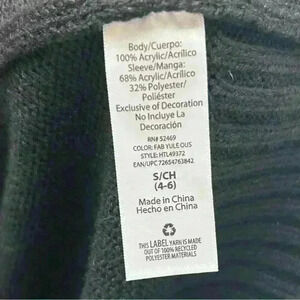 Body/Cuerpo:
100% Acrylic/Acrílico
Sleeve/Manga:
68% Acrylic/Acrílico
32% Polyester/
Poliéster
Exclusive of Decoration
No Incluye La
Decoración
RN# 52469
COLOR: FAB YULE OUS
STYLE: HTL49372
EAN/UPC 72654763842
S/CH
(4-6)
Made in China
Hecho en China
THIS LABEL YARN IS MADE
OUT OF 100% RECYCLED
POLYESTER MATERIALS